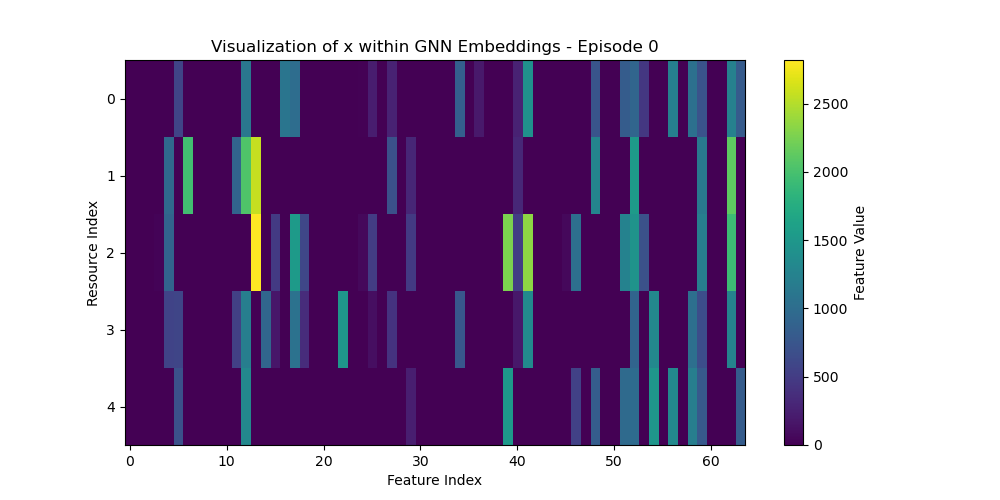 Visualization of x within GNN Embeddings - Episode 0
Resource Index
0
1
2
3
4
0 10 20 30 40 50 60
Feature Index
2500
2000
1500
1000
500
0
Feature Value